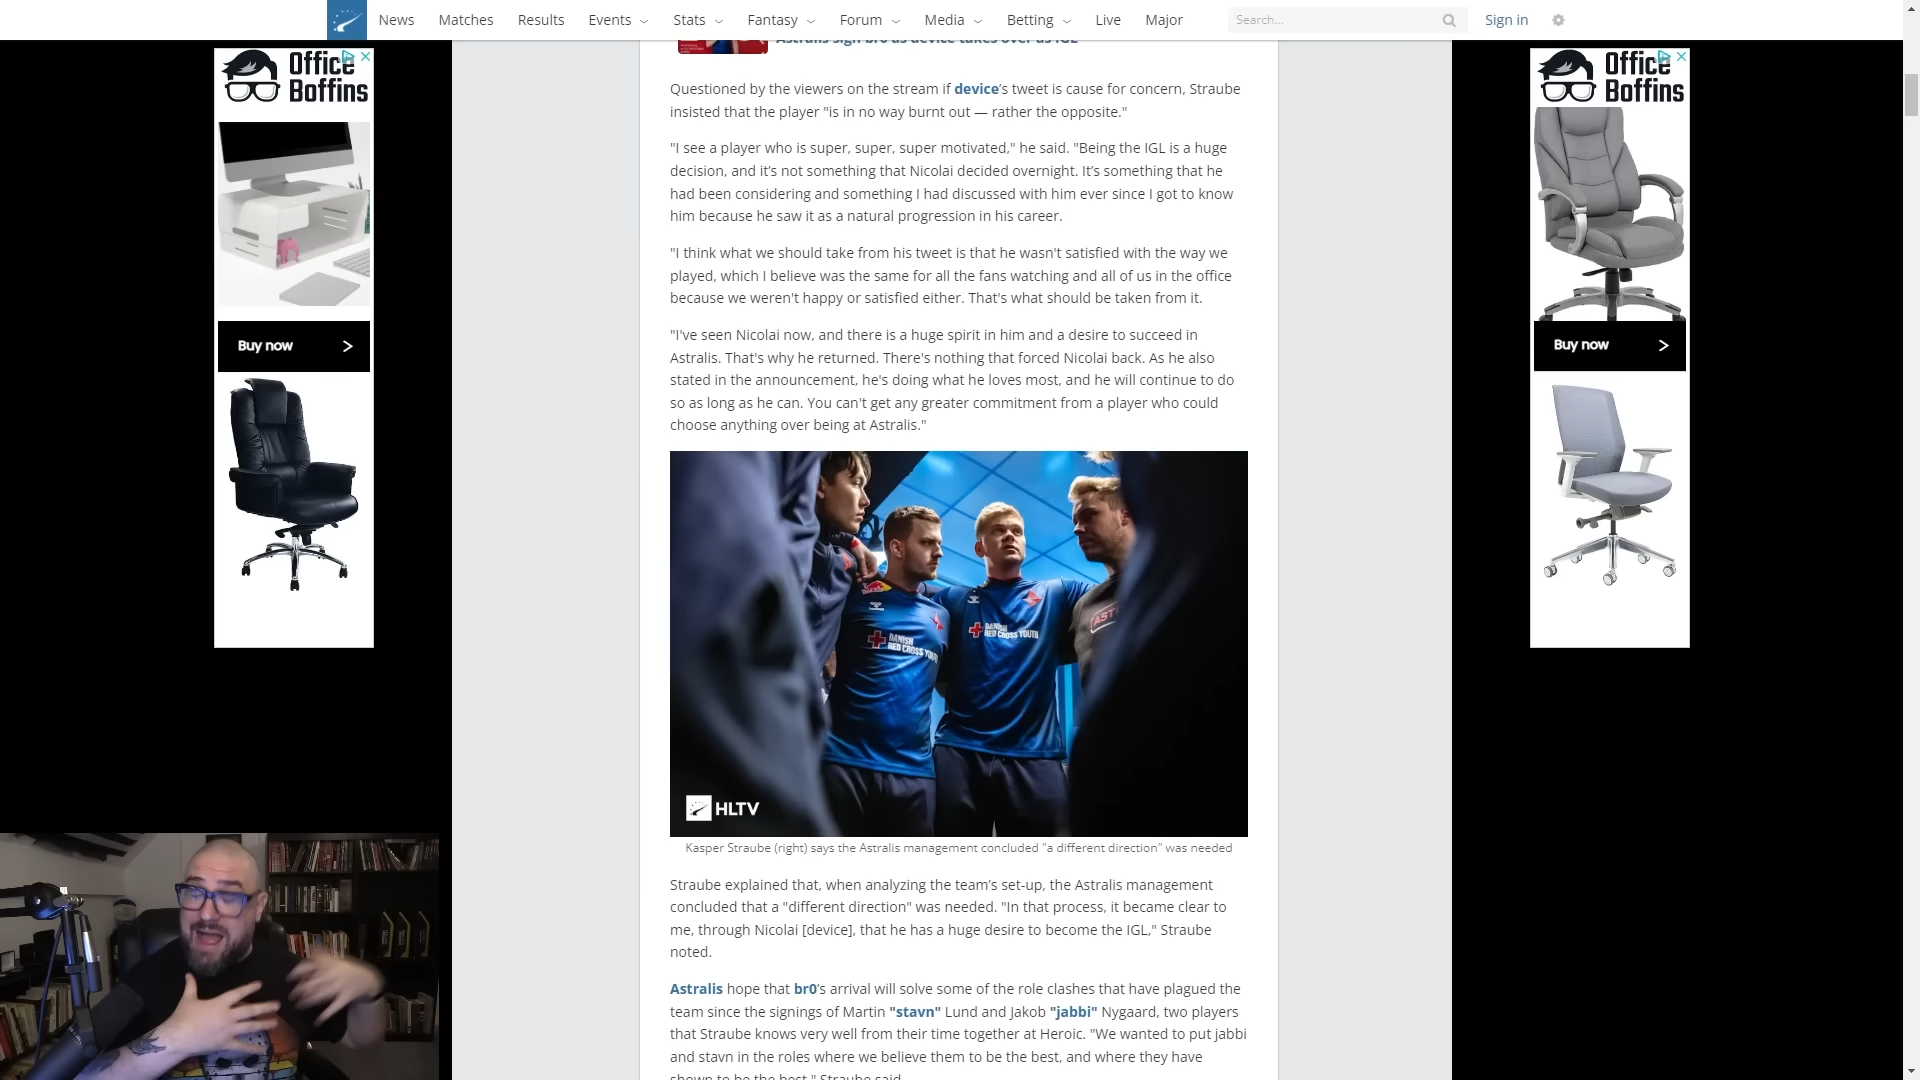 News Matches Results Events Stats Fantasy Forum Media Betting Live Major Search... Sign in
Astralis sign br0 as device takes over as IGL
Office
Boffins
Buy now >
Office
Boffins
Buy now >
Questioned by the viewers on the stream if device's tweet is cause for concern, Straube
insisted that the player "is in no way burnt out — rather the opposite."
"I see a player who is super, super, super motivated," he said. "Being the IGL is a huge
decision, and it's not something that Nicolai decided overnight. It's something that he
had been considering and something I had discussed with him ever since I got to know
him because he saw it as a natural progression in his career.
"I think what we should take from his tweet is that he wasn't satisfied with the way we
played, which I believe was the same for all the fans watching and all of us in the office
because we weren't happy or satisfied either. That's what should be taken from it.
"I've seen Nicolai now, and there is a huge spirit in him and a desire to succeed in
Astralis. That's why he returned. There's nothing that forced Nicolai back. As he also
stated in the announcement, he's doing what he loves most, and he will continue to do
so as long as he can. You can't get any greater commitment from a player who could
choose anything over being at Astralis."
DANISH
RED CROSS YOUTH
DANISH
RED CROSS YOUTH
AST
HLTV
Kasper Straube (right) says the Astralis management concluded "a different direction" was needed
Straube explained that, when analyzing the team's set-up, the Astralis management
concluded that a "different direction" was needed. "In that process, it became clear to
me, through Nicolai [device], that he has a huge desire to become the IGL," Straube
noted.
Astralis hope that br0's arrival will solve some of the role clashes that have plagued the
team since the signings of Martin "stavn" Lund and Jakob "jabbi" Nygaard, two players
that Straube knows very well from their time together at Heroic. "We wanted to put jabbi
and stavn in the roles where we believe them to be the best, and where they have
shown to be the best," Straube said.